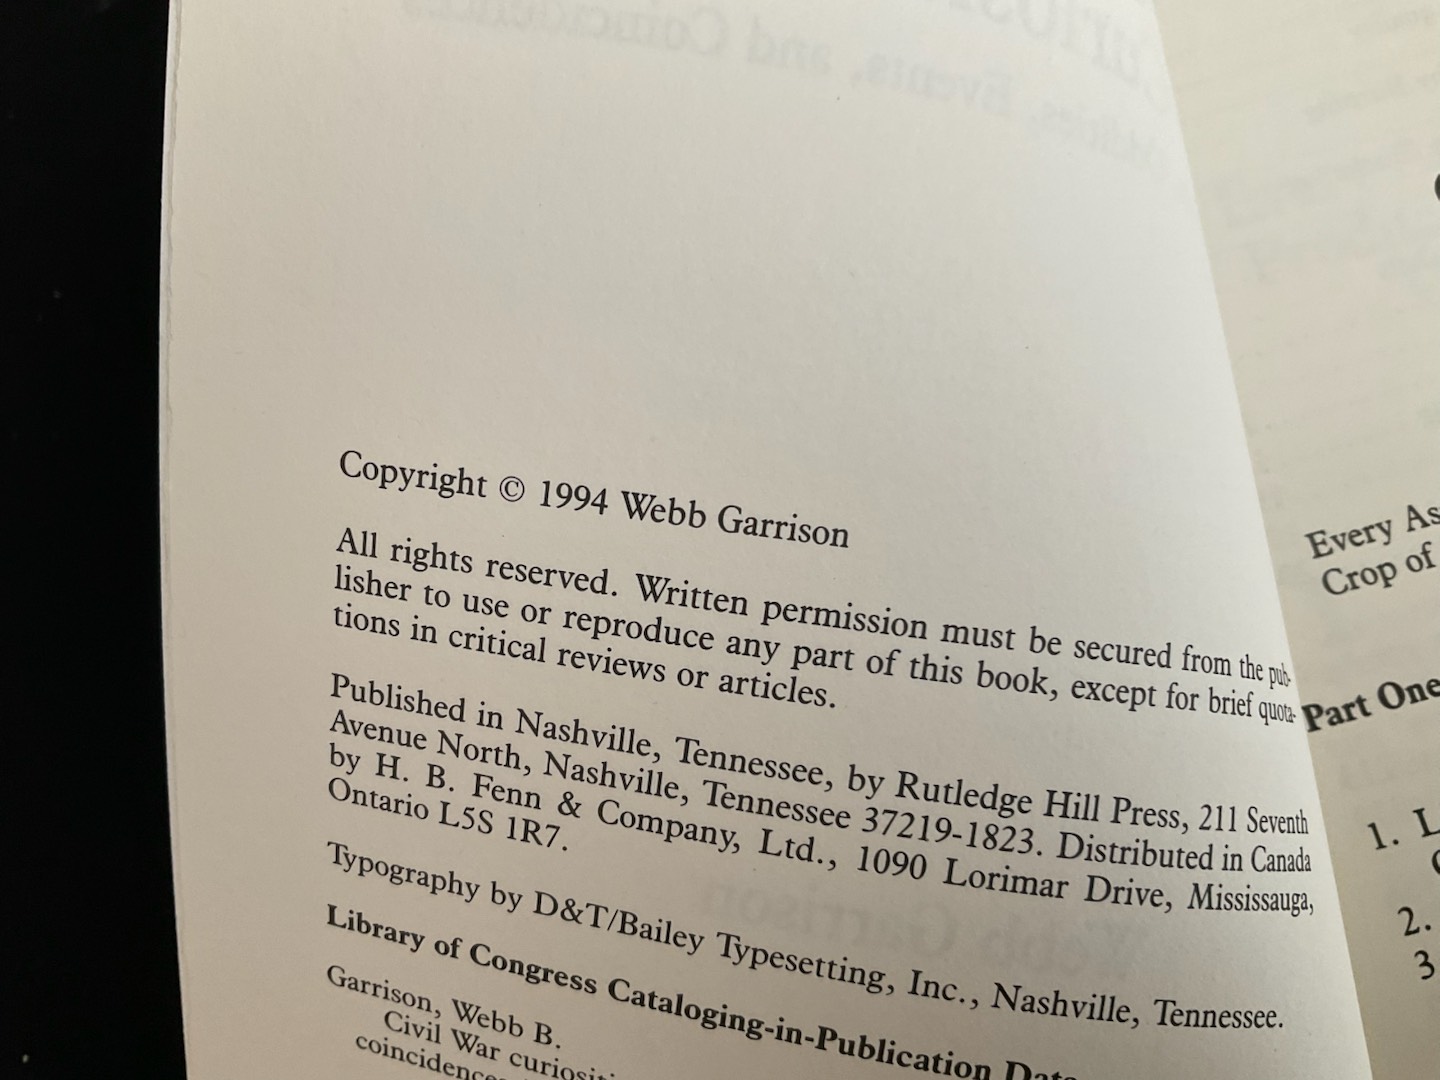 Copyright © 1994 Webb Garrison
All rights reserved. Written permission must be secured from the pub-
lisher to use or reproduce any part of this book, except for brief quota-
tions in critical reviews or articles.
Published in Nashville, Tennessee, by Rutledge Hill Press, 211 Seventh
Avenue North, Nashville, Tennessee 37219-1823. Distributed in Canada
by H. B. Fenn & Company, Ltd., 1090 Lorimar Drive, Mississauga,
Ontario L5S 1R7.
Typography by D&T/Bailey Typesetting, Inc., Nashville, Tennessee.
Library of Congress Cataloging-in-Publication Data
Garrison, Webb B.
Civil War curiosi
coincidence
Every As
Crop of
Part One
1. L
2.
3